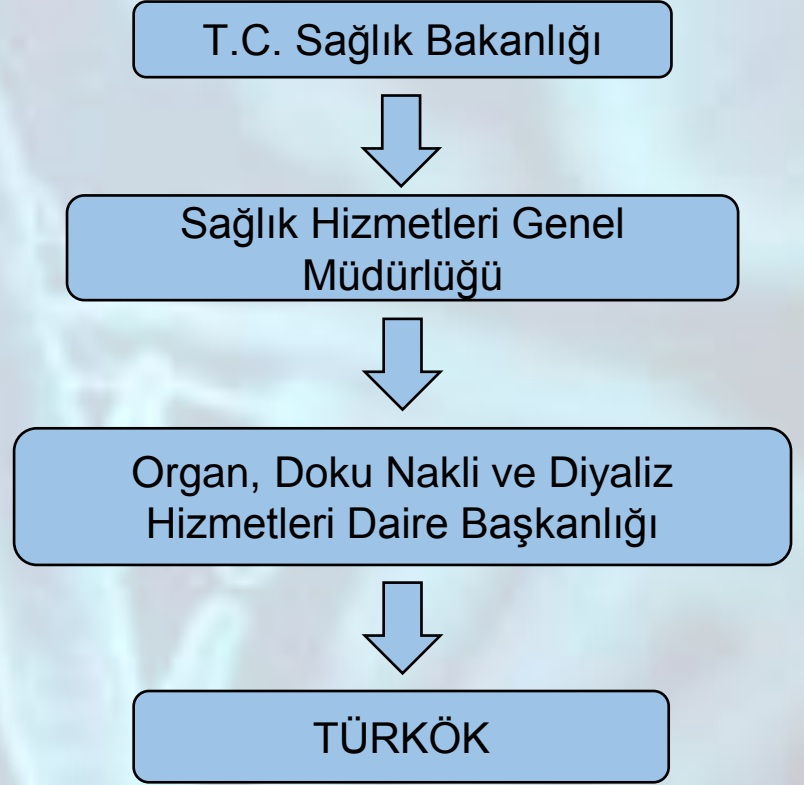 T.C. Sağlık Bakanlığı
Sağlık Hizmetleri Genel
Müdürlüğü
Organ, Doku Nakli ve Diyaliz
Hizmetleri Daire Başkanlığı
TÜRKÖK